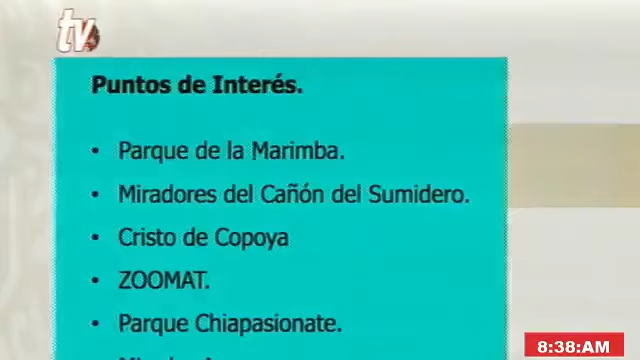 tv
Puntos de Interés.
• Parque de la Marimba.
• Miradores del Cañón del Sumidero.
• Cristo de Copoya
• ZOOMAT.
• Parque Chiapasionate.
8:38:AM